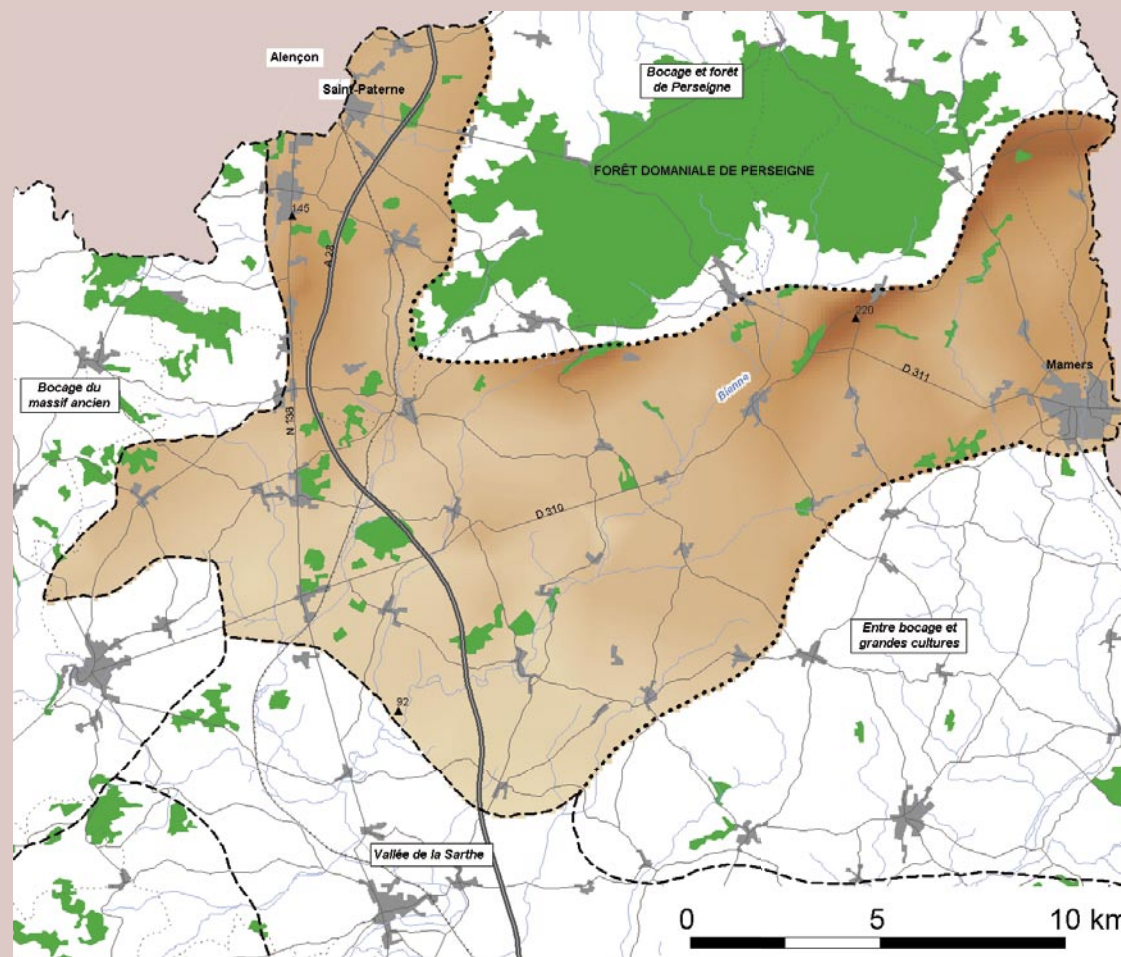 Alençon
Saint-Paterne
Bocage et forêt
de Perseigne
FORÊT DOMANIALE DE PERSEIGNE
145
A 28
220
Mamers
D 311
Bienne
Bocage du
massif ancien
N 138
D 310
Entre bocage et
grandes cultures
92
Vallée de la Sarthe
0 5 10 km